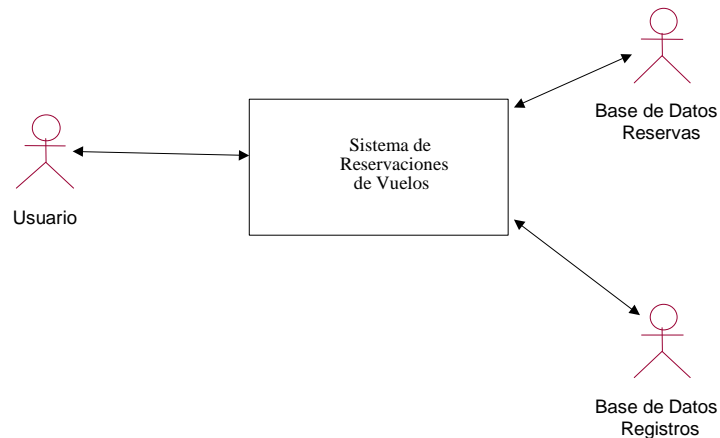 Base de Datos
Reservas
Sistema de
Reservaciones
de Vuelos
Usuario
Base de Datos
Registros